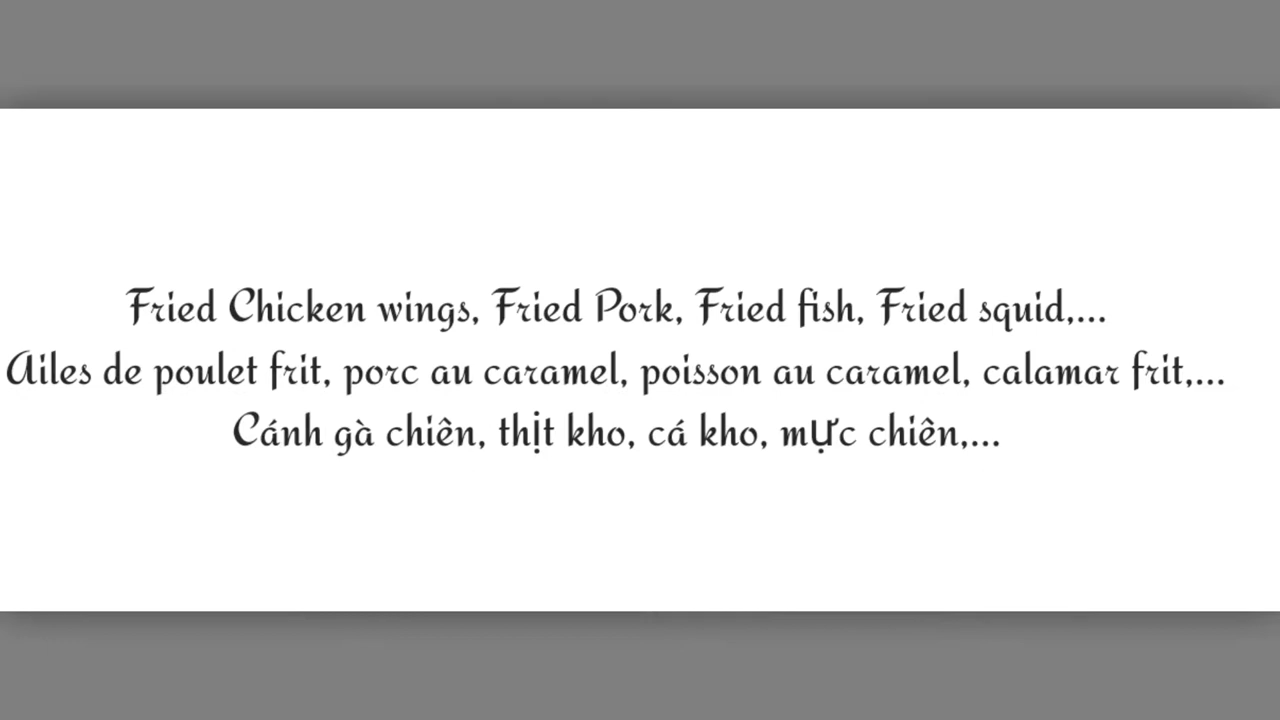 Fried Chicken wings, Fried Pork, Fried fish, Fried squid,...
Ailes de poulet frit, porc au caramel, poisson au caramel, calamar frit,...
Cánh gà chiên, thịt kho, cá kho, mực chiên,...